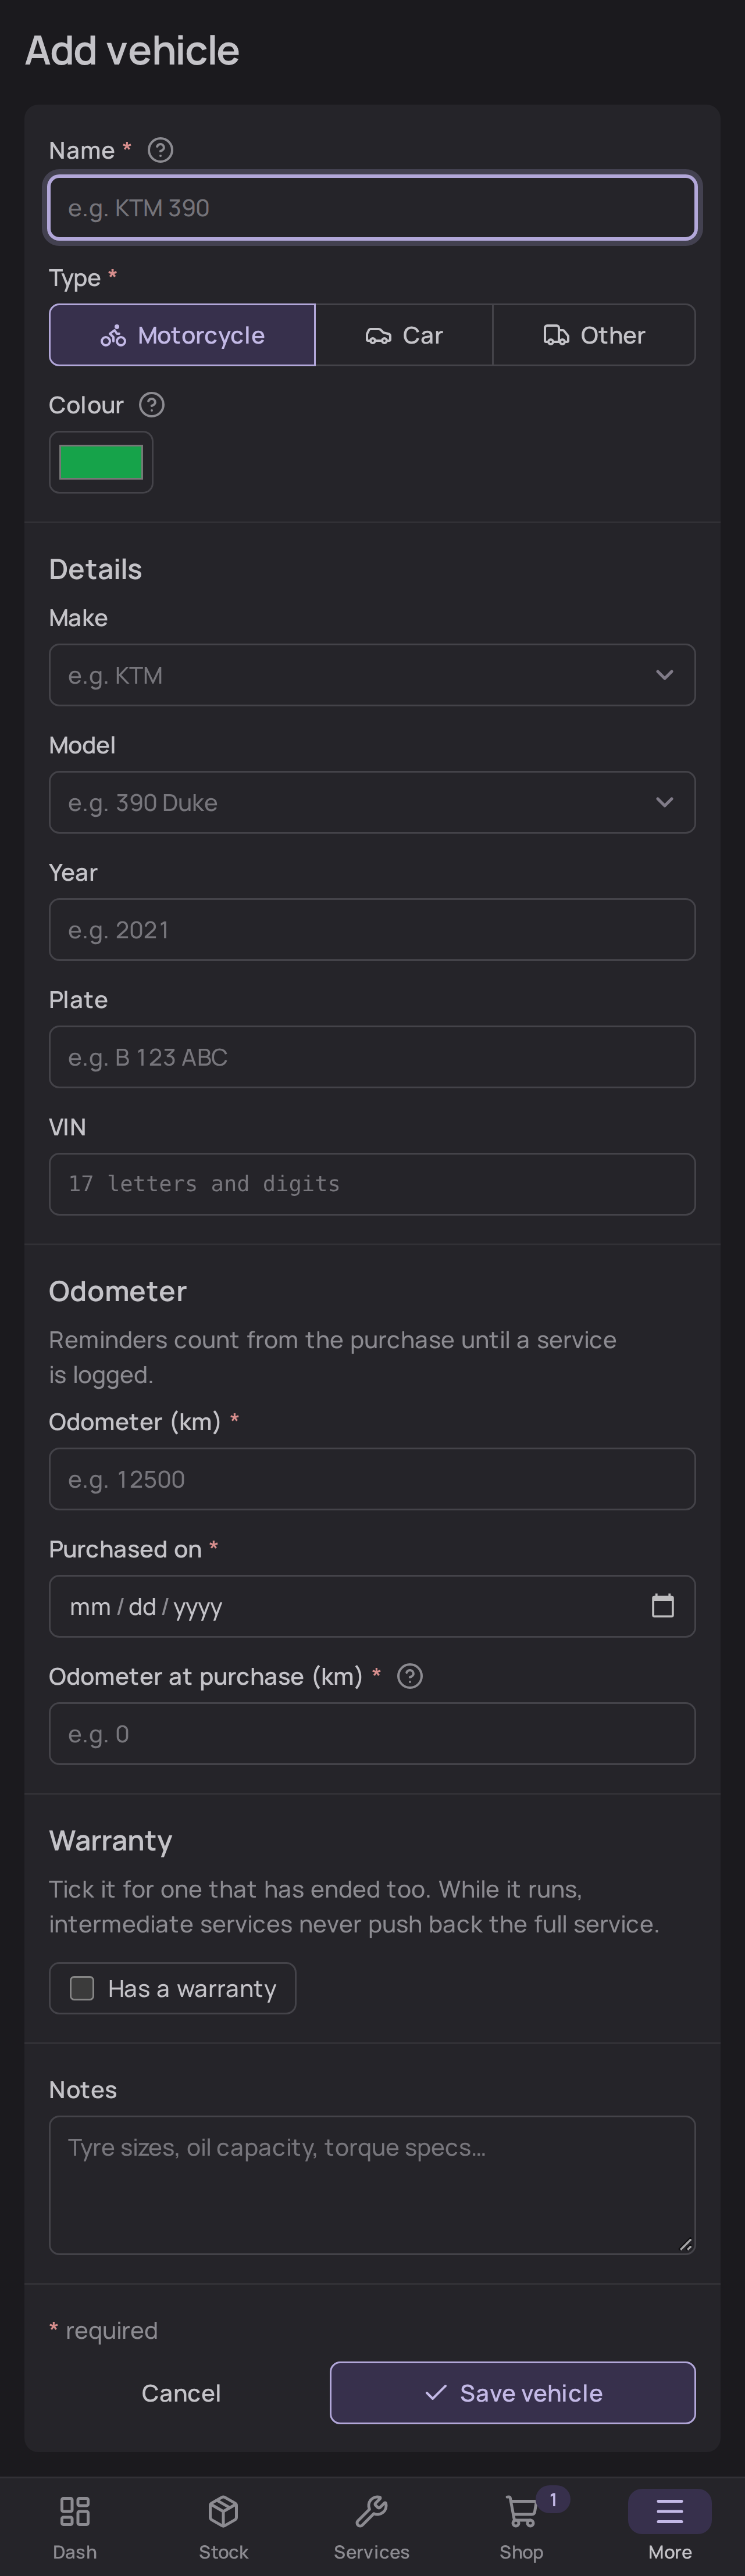 Add vehicle
Name *
e.g. KTM 390
Type *
Motorcycle
Car
Other
Colour
Details
Make
e.g. KTM
Model
e.g. 390 Duke
Year
e.g. 2021
Plate
e.g. B 123 ABC
VIN
17 letters and digits
Odometer
Reminders count from the purchase until a service
is logged.
Odometer (km) *
e.g. 12500
Purchased on *
mm / dd / yyyy
Odometer at purchase (km) *
e.g. 0
Warranty
Tick it for one that has ended too. While it runs,
intermediate services never push back the full service.
Has a warranty
Notes
Tyre sizes, oil capacity, torque specs…
* required
Cancel
Save vehicle
1
Dash
Stock
Services
Shop
More